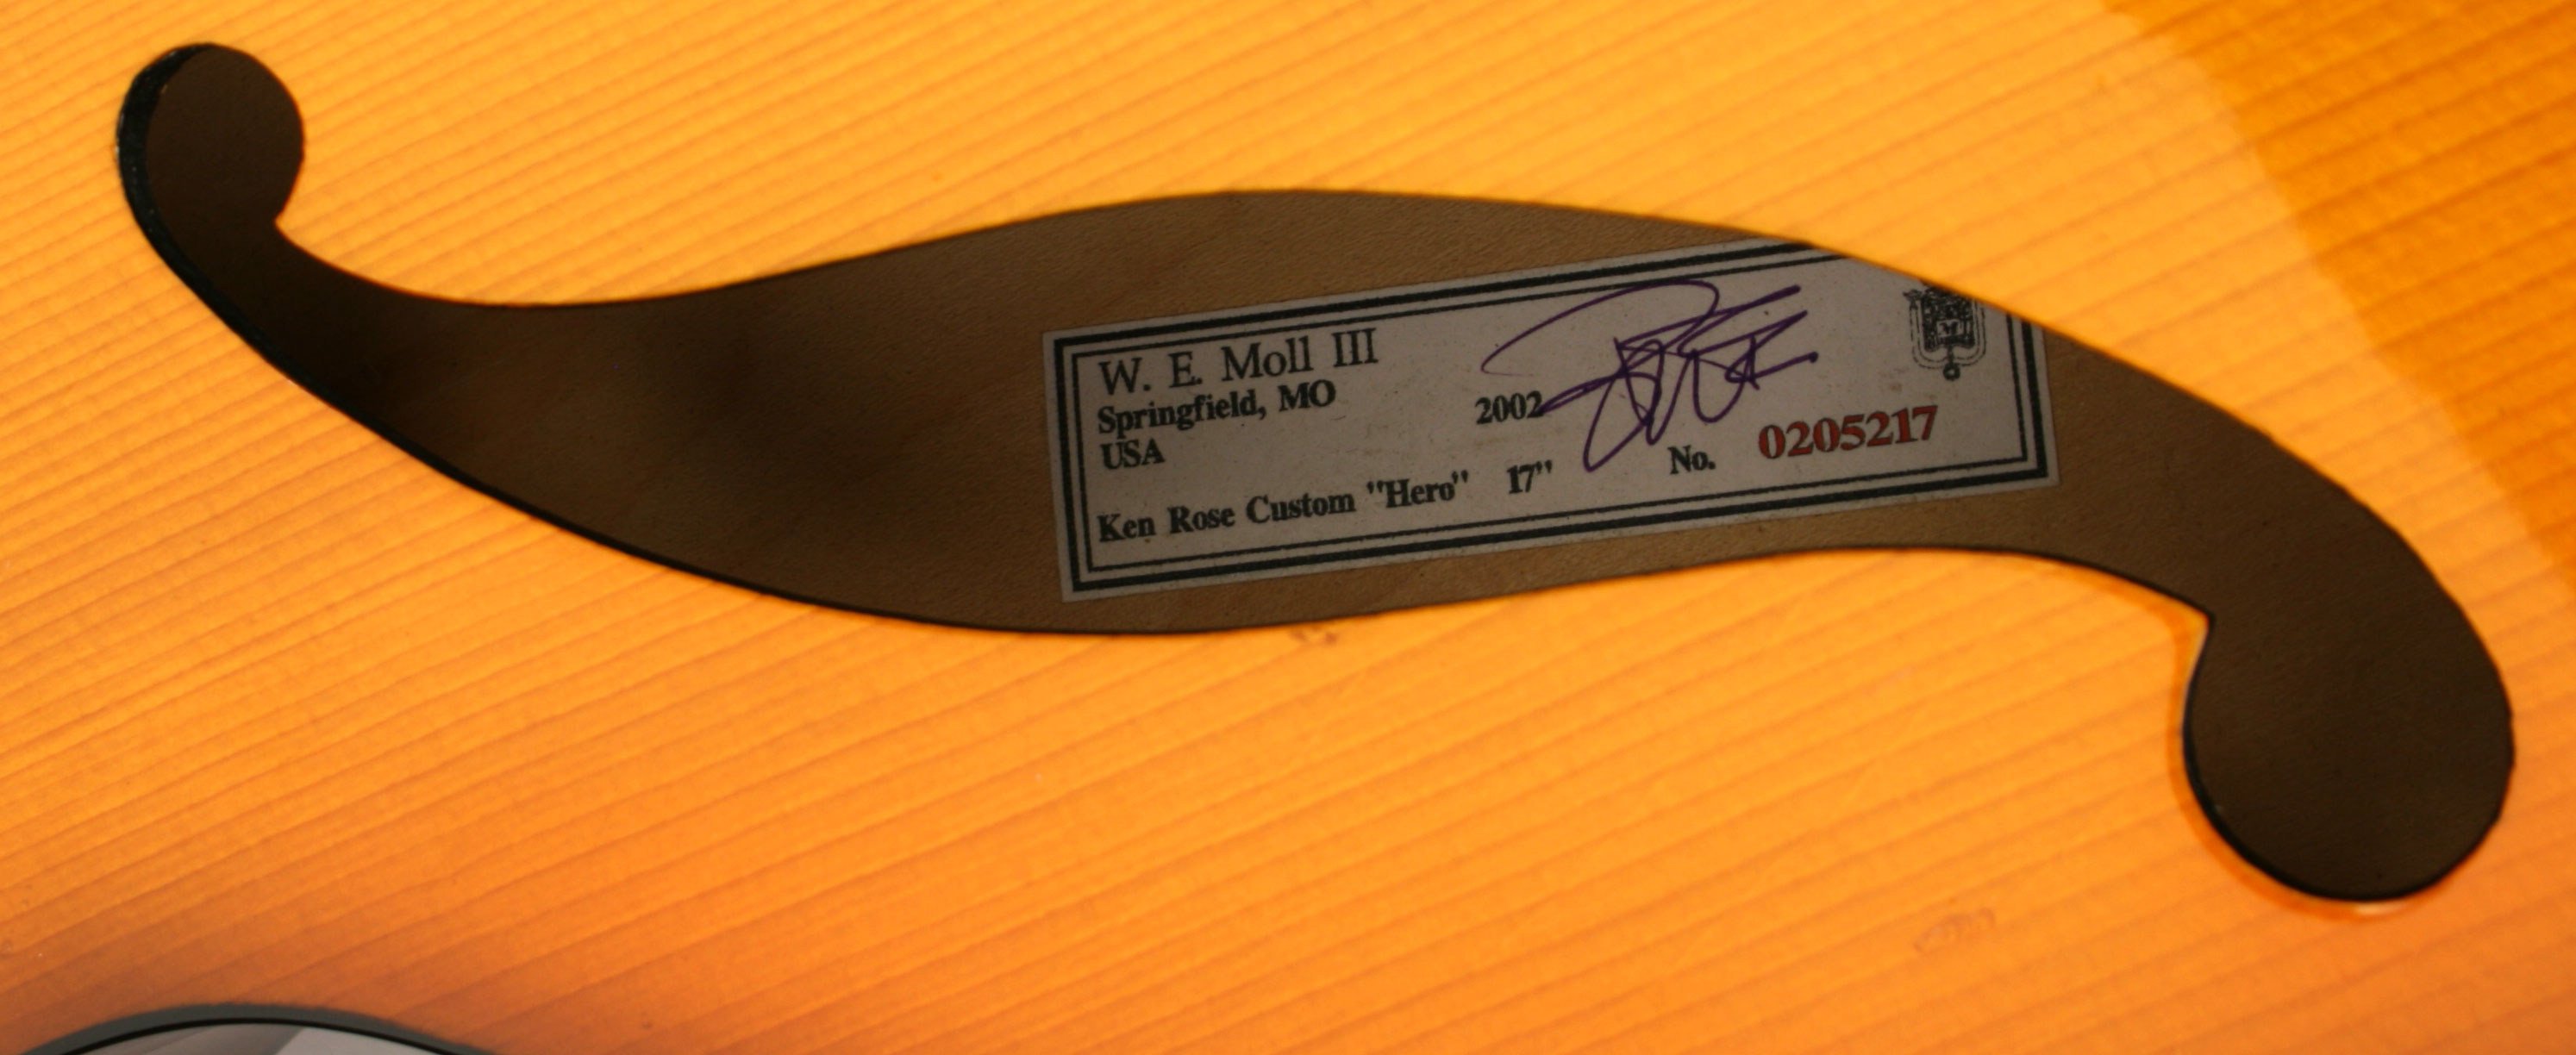 W. E. Moll III
Springfield, MO 2002
USA
Ken Rose Custom "Hero" 17" No. 0205217
M